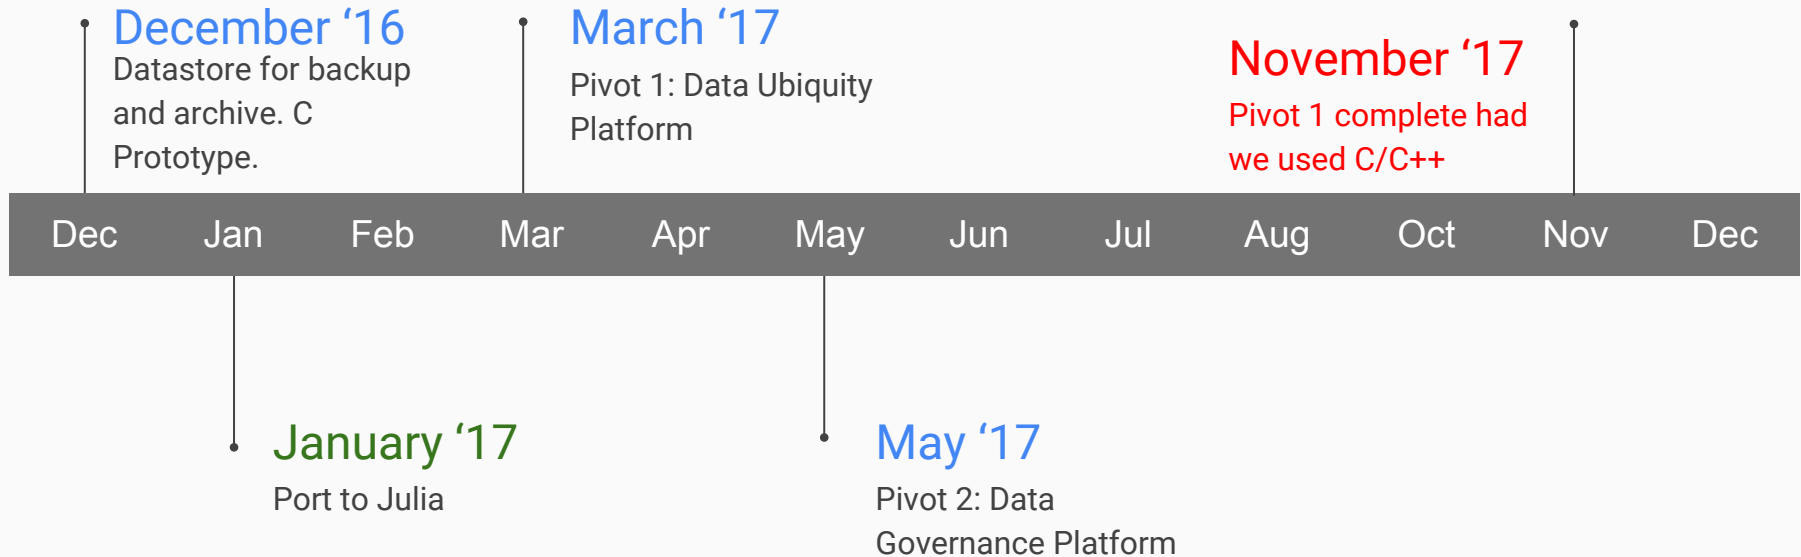 December ‘16
Datastore for backup
and archive. C
Prototype.
March ‘17
Pivot 1: Data Ubiquity
Platform
November ‘17
Pivot 1 complete had
we used C/C++
Dec Jan Feb Mar Apr May Jun Jul Aug Oct Nov Dec
January ‘17
Port to Julia
May ‘17
Pivot 2: Data
Governance Platform